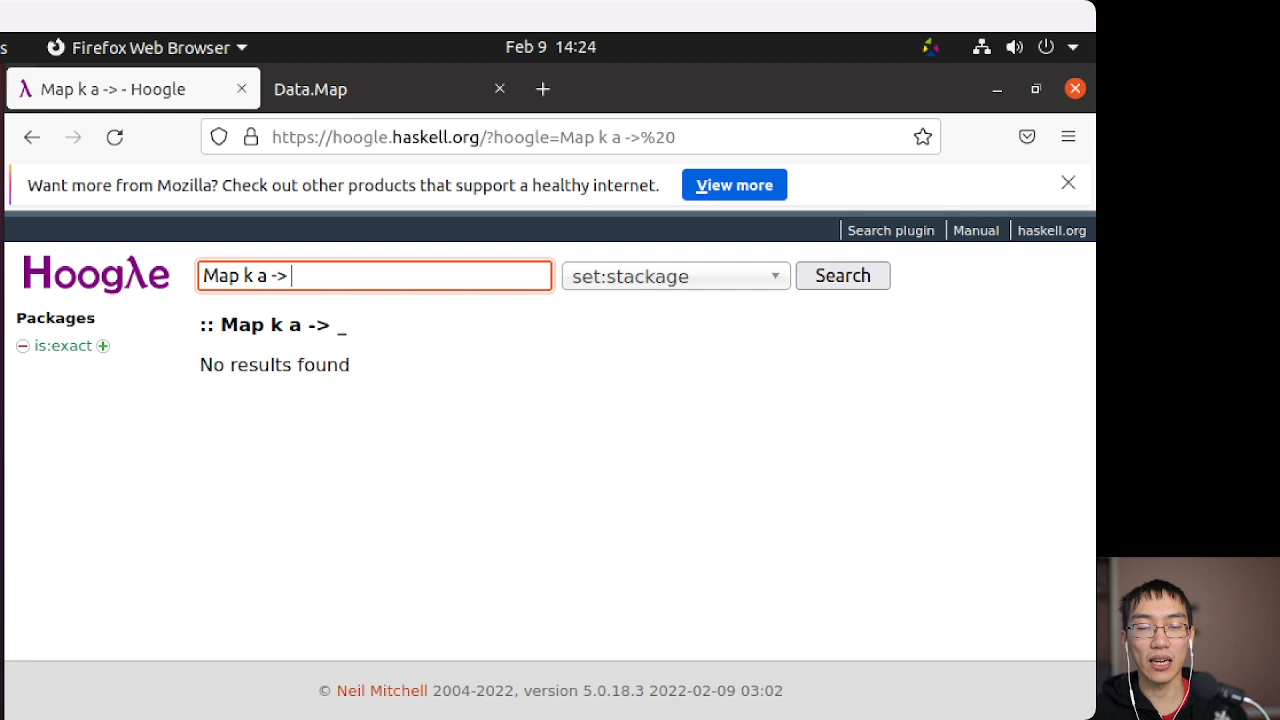 s Firefox Web Browser Feb 9 14:24
Map k a -> - Hoogle Data.Map
https://hoogle.haskell.org/?hoogle=Map k a ->%20
Want more from Mozilla? Check out other products that support a healthy internet. View more
Search plugin Manual haskell.org
Hoogλe Map k a -> set:stackage Search
Packages
is:exact
:: Map k a -> _
No results found
© Neil Mitchell 2004-2022, version 5.0.18.3 2022-02-09 03:02